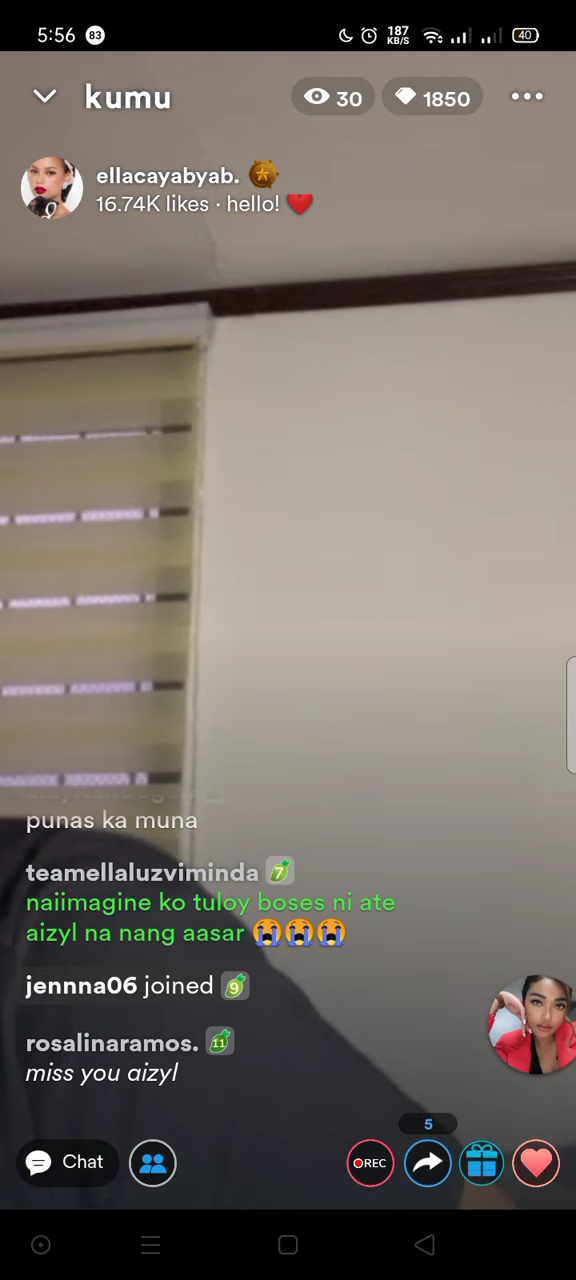 5:56 83 187 KB/S 40
kumu 30 1850
ellacayabyab.
16.74K likes · hello! ❤️
punas ka muna
teamellaluzviminda 7
naiimagine ko tuloy boses ni ate
aizyl na nang aasar 😭😭😭
jennna06 joined 9
rosalinaramos. 11
miss you aizyl
5
Chat REC